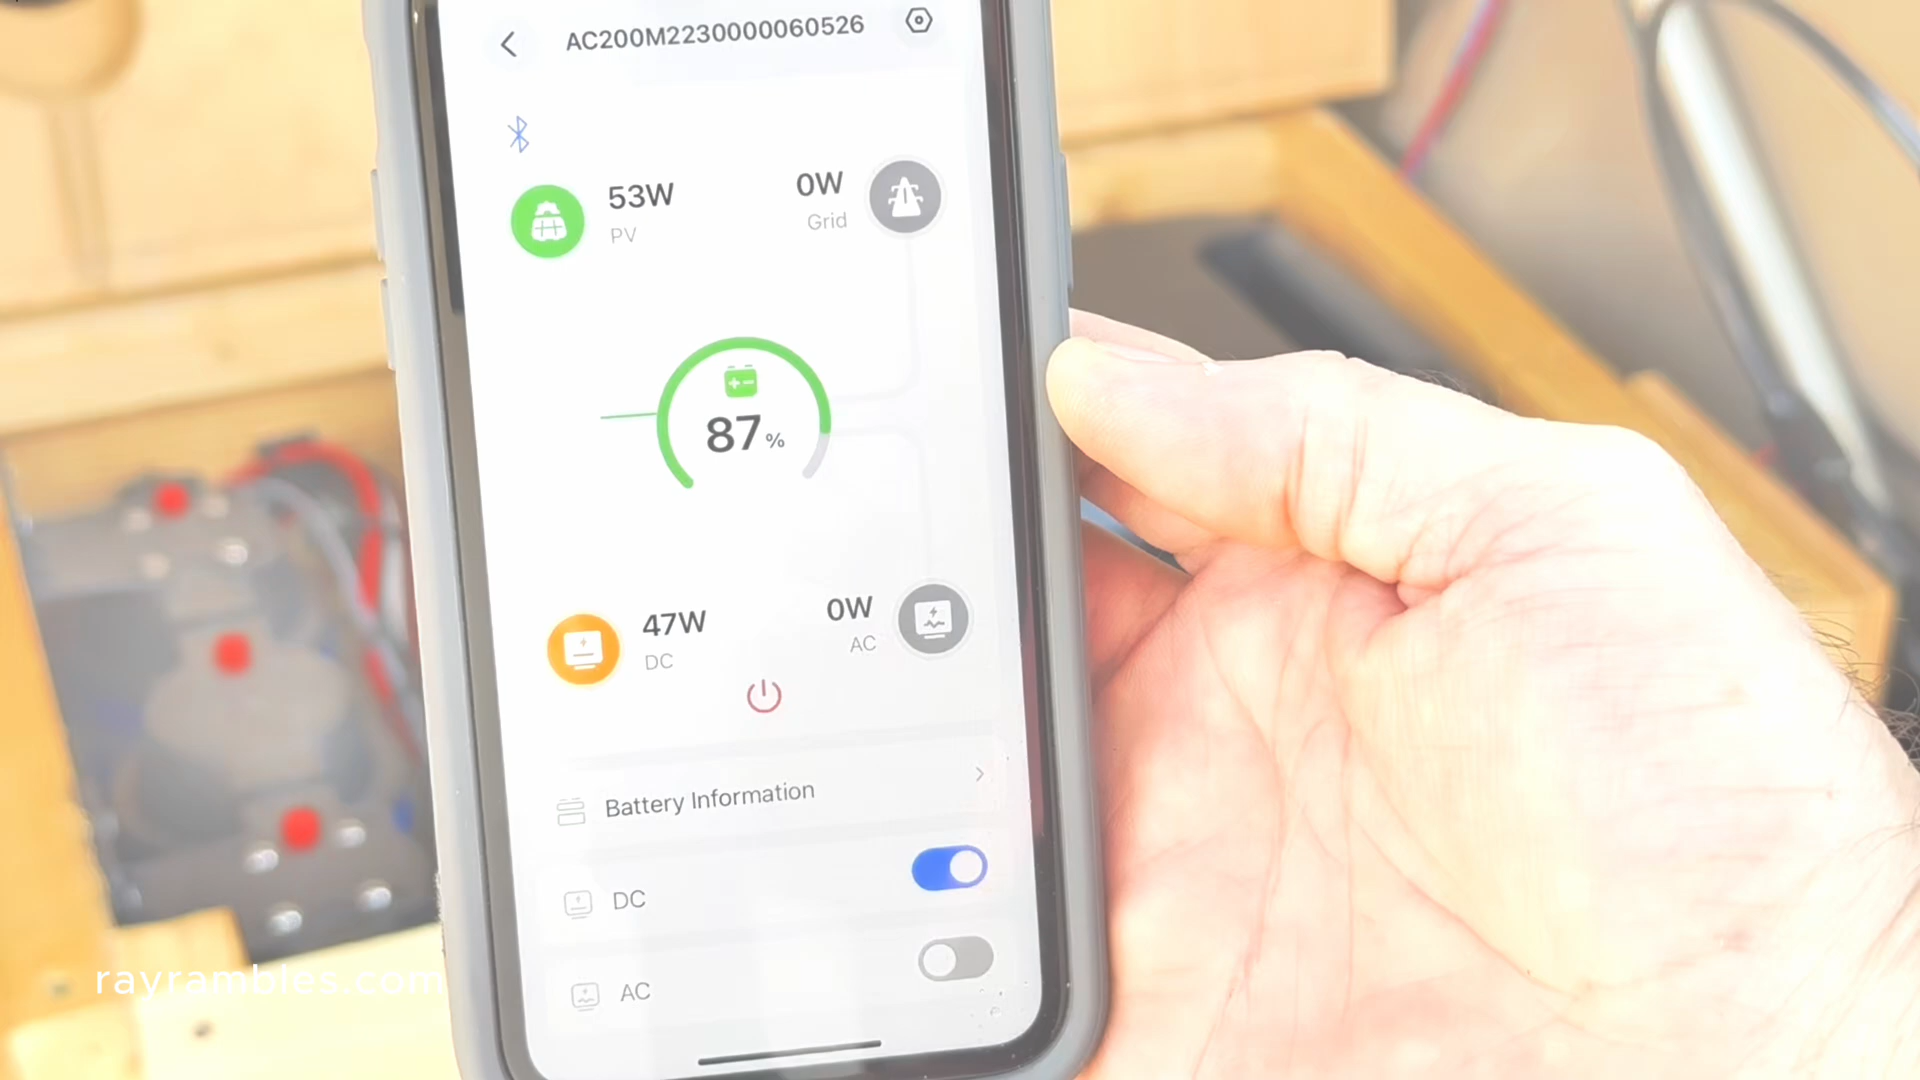 AC200M2230000060526
53W
PV
0W
Grid
87%
47W
DC
0W
AC
Battery Information
DC
AC
rayrambles.com